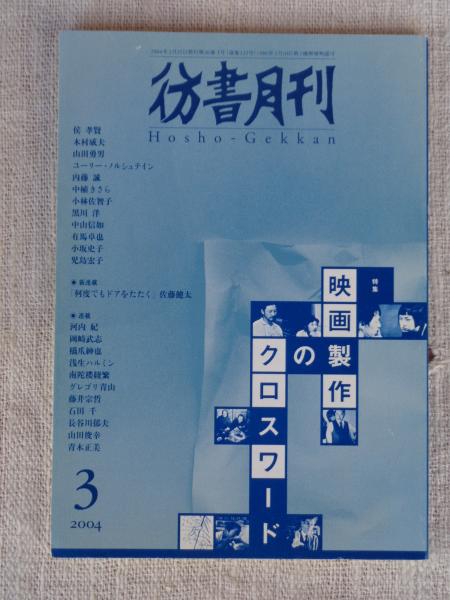 彷書月刊
Hosho-Gekkan
侯 孝賢
木村威夫
山田勇男
ユーリー・ノルシュテイン
内藤 誠
中植きさら
小林佐智子
黒川 洋
中山信如
有馬卓也
小坂史子
児島宏子
◉ 新連載
「何度でもドアをたたく」 佐藤健太
◉ 連載
河内 紀
岡崎武志
橋爪紳也
浅生ハルミン
南陀楼綾繁
グレゴリ青山
藤井宗哲
石田 千
長谷川郁夫
山田俊幸
青木正美
3
2004
特集
映画製作
の
クロスワード